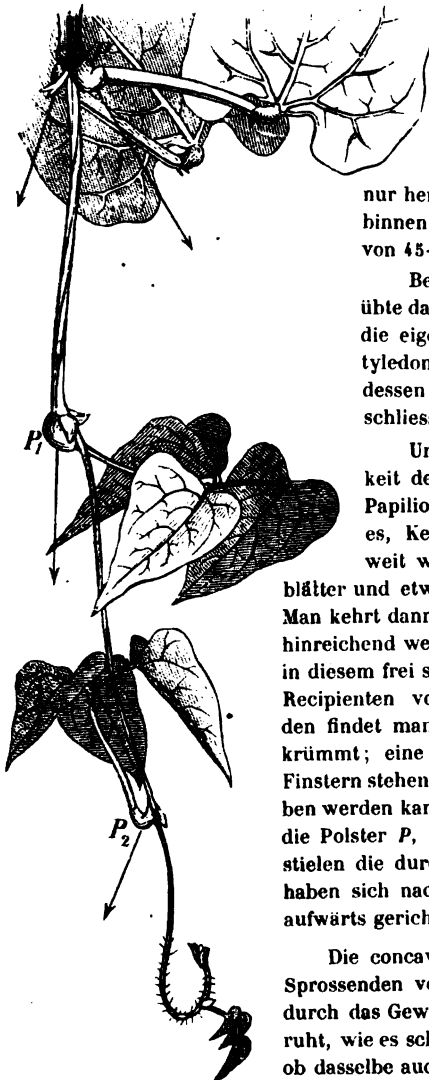 nur her
binnen
von 45-
Be
übte da
die eig
tyledon
dessen
schliess
P₁
Un
keit de
Papilio
es, Ke
weit w
blätter und etw
Man kehrt dann
hinreichend we
in diesem frei s
Recipienten vo
den findet man
krümmt; eine
Finstern stehen
ben werden kan
P₂
die Polster P,
stielen die dur
haben sich nac
aufwärts gerich
Die concav
Sprossenden ve
durch das Gew
ruht, wie es sch
ob dasselbe auc